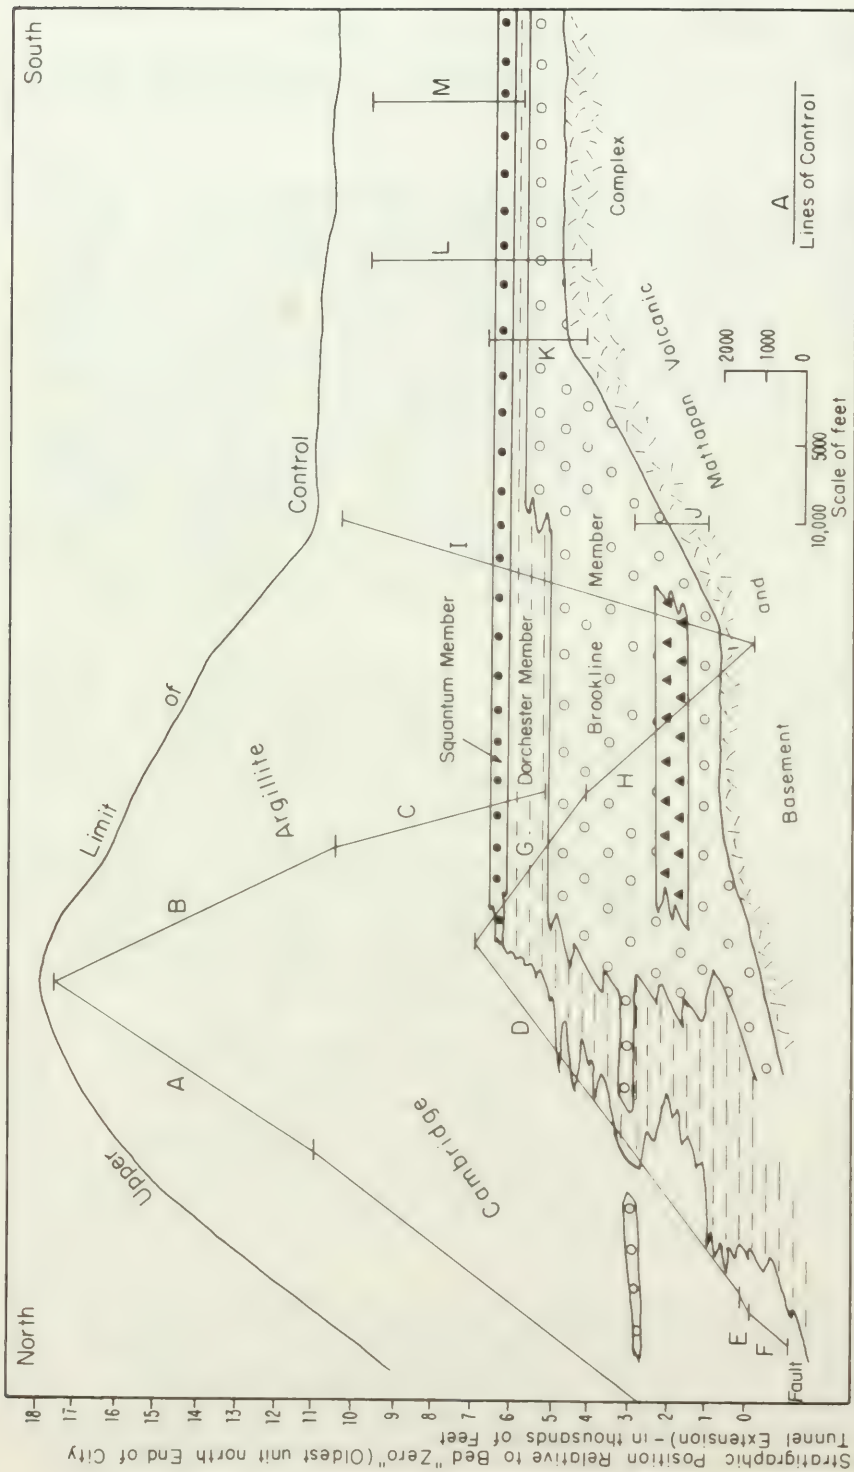 North
South
Upper
Limit
of
Control
Cambridge
Argillite
Squantum Member
Dorchester Member
Brookline
Member
Mattapan Volcanic
Complex
and
Basement
A
B
C
D
E
F
G
H
I
J
K
L
M
Fault
A
Lines of Control
10,000
5000
0
1000
2000
Scale of feet
18
17
16
15
14
13
12
11
10
9
8
7
6
5
4
3
2
1
0
Stratigraphic Position Relative to Bed "Zero" (Oldest unit north End of City
Tunnel Extension) - in thousands of Feet